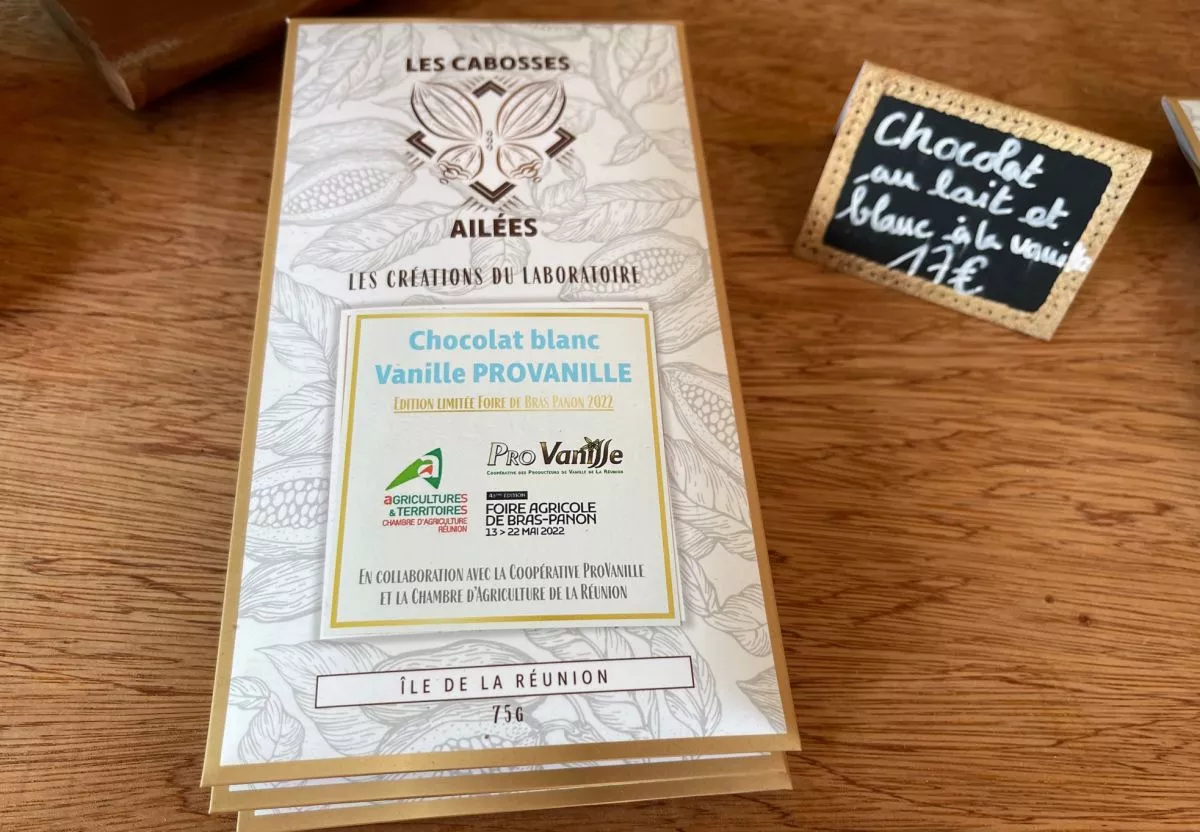 LES CABOSSES
AILÉES
LES CRÉATIONS DU LABORATOIRE
Chocolat blanc
Vanille PROVANILLE
EDITION LIMITÉE FOIRE DE BRAS PANON 2022
PRO Vanille
COOPÉRATIVE DES PRODUCTEURS DE VANILLE DE LA RÉUNION
a
AGRICULTURES
& TERRITOIRES
CHAMBRE D'AGRICULTURE
RÉUNION
ÉDITION
FOIRE AGRICOLE
DE BRAS-PANON
13 > 22 MAI 2022
EN COLLABORATION AVEC LA COOPÉRATIVE PROVANILLE
ET LA CHAMBRE D'AGRICULTURE DE LA RÉUNION
ÎLE DE LA RÉUNION
75G
Chocolat
au lait et
blanc à la vanille
17€